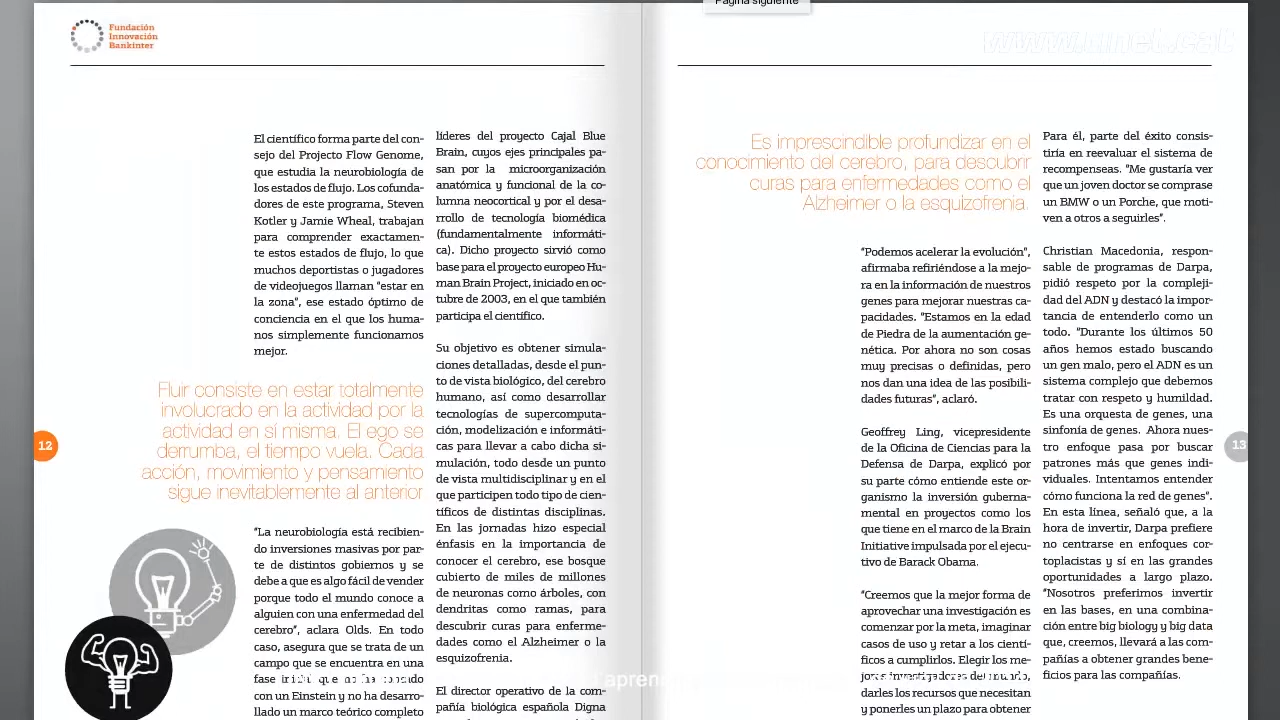 Página siguiente
Fundación
Innovación
Bankinter
www.unet.cat
El científico forma parte del con-
sejo del Projecto Flow Genome,
que estudia la neurobiología de
los estados de flujo. Los cofunda-
dores de este programa, Steven
Kotler y Jamie Wheal, trabajan
para comprender exactamen-
te estos estados de flujo, lo que
muchos deportistas o jugadores
de videojuegos llaman "estar en
la zona", ese estado óptimo de
conciencia en el que los huma-
nos simplemente funcionamos
mejor.
Fluir consiste en estar totalmente
involucrado en la actividad por la
actividad en sí misma. El ego se
derrumba, el tiempo vuela. Cada
acción, movimiento y pensamiento
sigue inevitablemente al anterior
12
"La neurobiología está recibien-
do inversiones masivas por par-
te de distintos gobiernos y se
debe a que es algo fácil de vender
porque todo el mundo conoce a
alguien con una enfermedad del
cerebro", aclara Olds. En todo
caso, asegura que se trata de un
campo que se encuentra en una
fase
con un Einstein y no ha desarro-
llado un marco teórico completo
líderes del proyecto Cajal Blue
Brain, cuyos ejes principales pa-
san por la microorganización
anatómica y funcional de la co-
lumna neocortical y por el desa-
rrollo de tecnología biomédica
(fundamentalmente informáti-
ca). Dicho proyecto sirvió como
base para el proyecto europeo Hu-
man Brain Project, iniciado en oc-
tubre de 2003, en el que también
participa el científico.
Su objetivo es obtener simula-
ciones detalladas, desde el pun-
to de vista biológico, del cerebro
humano, así como desarrollar
tecnologías de supercomputa-
ción, modelización e informáti-
cas para llevar a cabo dicha si-
mulación, todo desde un punto
de vista multidisciplinar y en el
que participen todo tipo de cien-
tíficos de distintas disciplinas.
En las jornadas hizo especial
énfasis en la importancia de
conocer el cerebro, ese bosque
cubierto de miles de millones
de neuronas como árboles, con
dendritas como ramas, para
descubrir curas para enferme-
dades como el Alzheimer o la
esquizofrenia.
El director operativo de la com-
pañía biológica española Digna
Es imprescindible profundizar en el
conocimiento del cerebro, para descubrir
curas para enfermedades como el
Alzheimer o la esquizofrenia.
"Podemos acelerar la evolución",
afirmaba refiriéndose a la mejo-
ra en la información de nuestros
genes para mejorar nuestras ca-
pacidades. "Estamos en la edad
de Piedra de la aumentación ge-
nética. Por ahora no son cosas
muy precisas o definidas, pero
nos dan una idea de las posibili-
dades futuras", aclaró.
Geoffrey Ling, vicepresidente
de la Oficina de Ciencias para la
Defensa de Darpa, explicó por
su parte cómo entiende este or-
ganismo la inversión guberna-
mental en proyectos como los
que tiene en el marco de la Brain
Initiative impulsada por el ejecu-
tivo de Barack Obama.
"Creemos que la mejor forma de
aprovechar una investigación es
comenzar por la meta, imaginar
casos de uso y retar a los cientí-
ficos a cumplirlos. Elegir los me-
darles los recursos que necesitan
y ponerles un plazo para obtener
Para él, parte del éxito consis-
tiría en reevaluar el sistema de
recompenseas. "Me gustaría ver
que un joven doctor se comprase
un BMW o un Porche, que moti-
ven a otros a seguirles".
Christian Macedonia, respon-
sable de programas de Darpa,
pidió respeto por la compleji-
dad del ADN y destacó la impor-
tancia de entenderlo como un
todo. "Durante los últimos 50
años hemos estado buscando
un gen malo, pero el ADN es un
sistema complejo que debemos
tratar con respeto y humildad.
Es una orquesta de genes, una
sinfonía de genes. Ahora nues-
tro enfoque pasa por buscar
patrones más que genes indi-
viduales. Intentamos entender
cómo funciona la red de genes".
En esta línea, señaló que, a la
hora de invertir, Darpa prefiere
no centrarse en enfoques cor-
toplacistas y sí en las grandes
oportunidades a largo plazo.
"Nosotros preferimos invertir
en las bases, en una combina-
ción entre big biology y big data
que, creemos, llevará a las com-
pañías a obtener grandes bene-
ficios para las compañías.
13